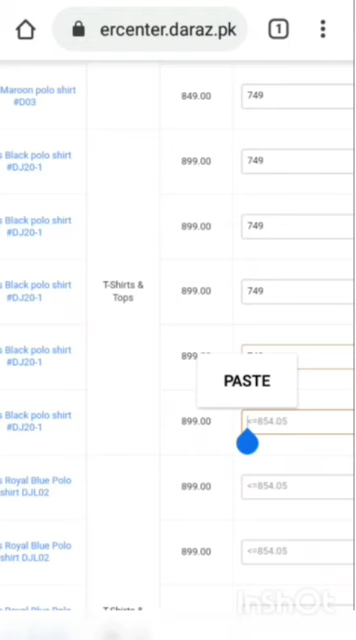 ercenter.daraz.pk
1
Maroon polo shirt
#D03
849.00
749
Black polo shirt
#DJ20-1
899.00
749
Black polo shirt
#DJ20-1
899.00
749
Black polo shirt
#DJ20-1
T-Shirts &
Tops
899.00
749
Black polo shirt
#DJ20-1
899.00
PASTE
Black polo shirt
#DJ20-1
899.00
<=854.05
Royal Blue Polo
shirt DJL02
899.00
<=854.05
Royal Blue Polo
shirt DJL02
899.00
<=854.05
InShOt